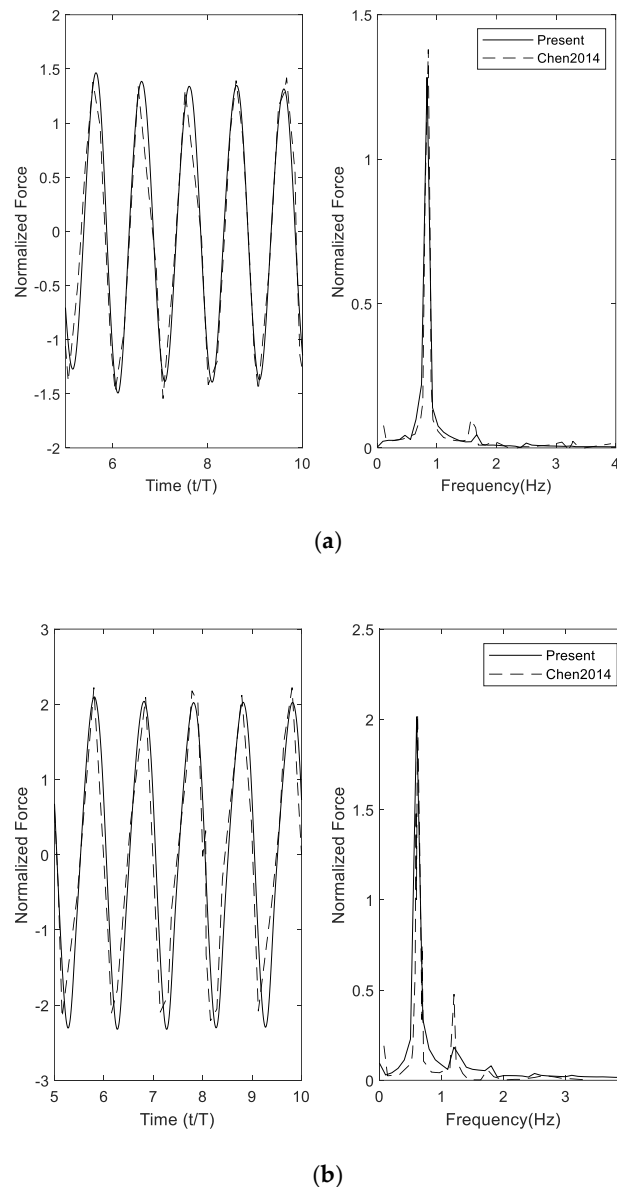 2
1.5
1
0.5
0
-0.5
-1
-1.5
-2
Normalized Force
6 8 10
Time (t/T)
1.5
1
0.5
0
Normalized Force
0 1 2 3 4
Frequency(Hz)
Present
Chen2014
(a)
3
2
1
0
-1
-2
-3
Normalized Force
5 6 7 8 9 10
Time (t/T)
2.5
2
1.5
1
0.5
0
Normalized Force
0 1 2 3
Frequency(Hz)
Present
Chen2014
(b)